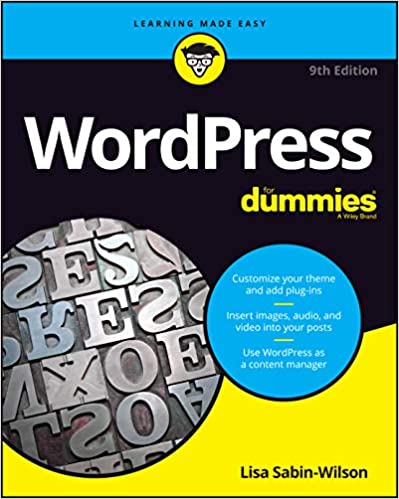 LEARNING MADE EASY
9th Edition
WordPress
for
dummies®
A Wiley Brand
Customize your theme
and add plug-ins
Insert images, audio, and
video into your posts
Use WordPress as
a content manager
Lisa Sabin-Wilson